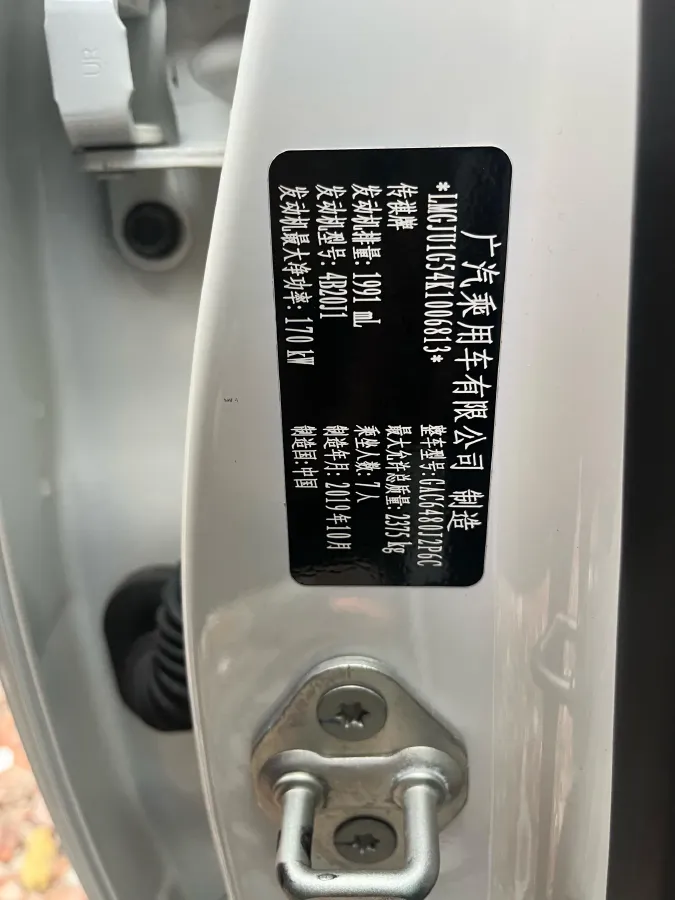 广汽乘用车有限公司 制造
*LMGJU1G54K1006813*
传祺牌 整车型号:GAC6480J2P6C
最大允许总质量: 2375 kg
发动机排量: 1991 mL 乘坐人数: 7人
发动机型号: 4B20J1 制造年月: 2019年10月
发动机最大净功率: 170 kW 制造国: 中国